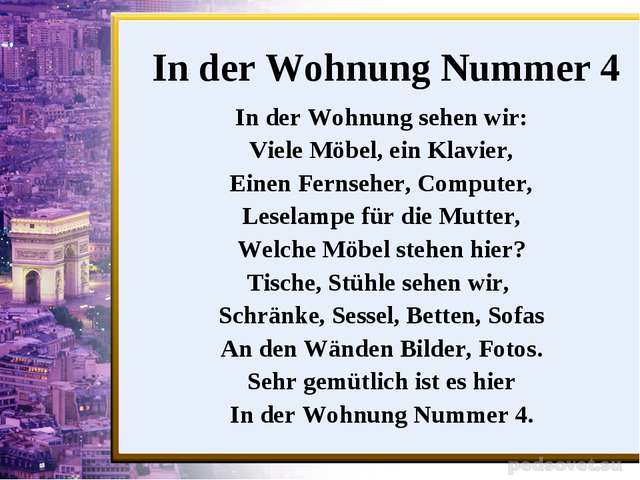 In der Wohnung Nummer 4
In der Wohnung sehen wir:
Viele Möbel, ein Klavier,
Einen Fernseher, Computer,
Leselampe für die Mutter,
Welche Möbel stehen hier?
Tische, Stühle sehen wir,
Schränke, Sessel, Betten, Sofas
An den Wänden Bilder, Fotos.
Sehr gemütlich ist es hier
In der Wohnung Nummer 4.
pedsovet.su